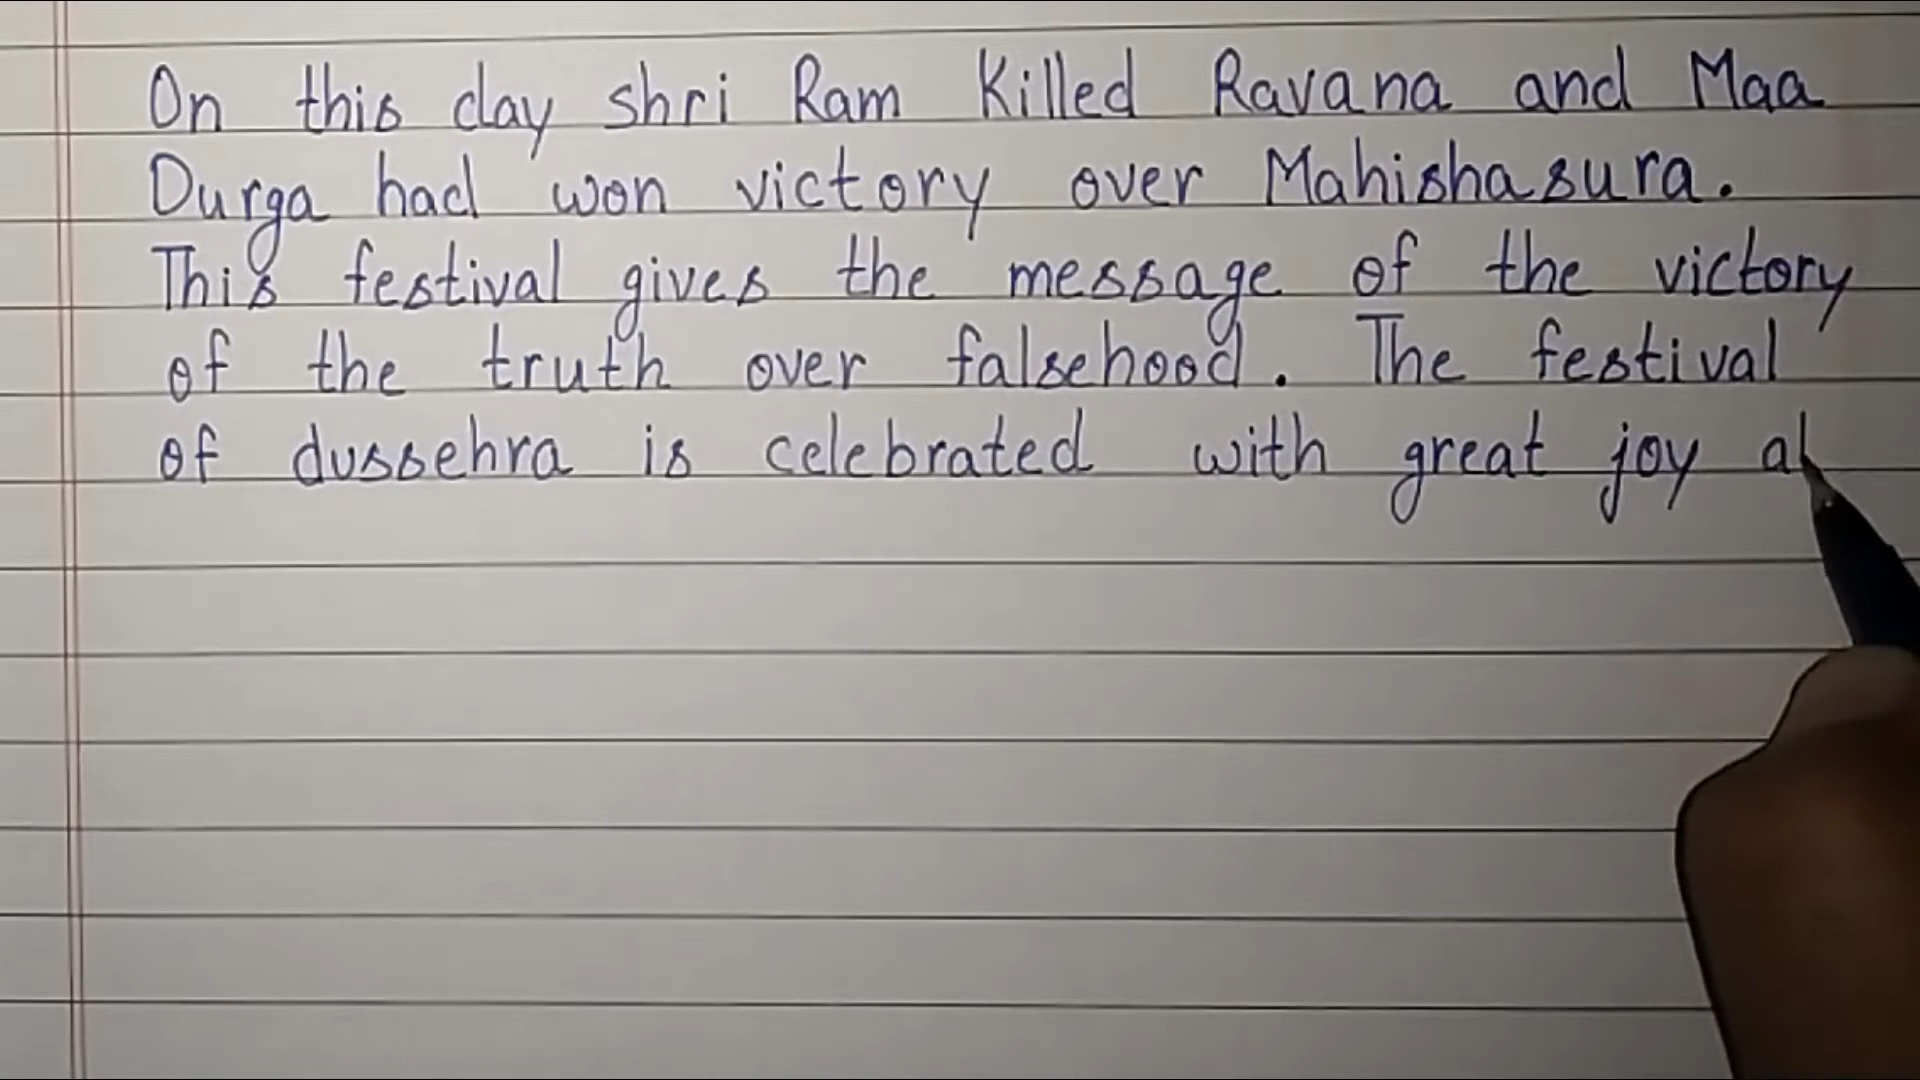 On this day shri Ram Killed Ravana and Maa
Durga had won victory over Mahishasura.
This festival gives the message of the victory
of the truth over falsehood. The festival
of dussehra is celebrated with great joy